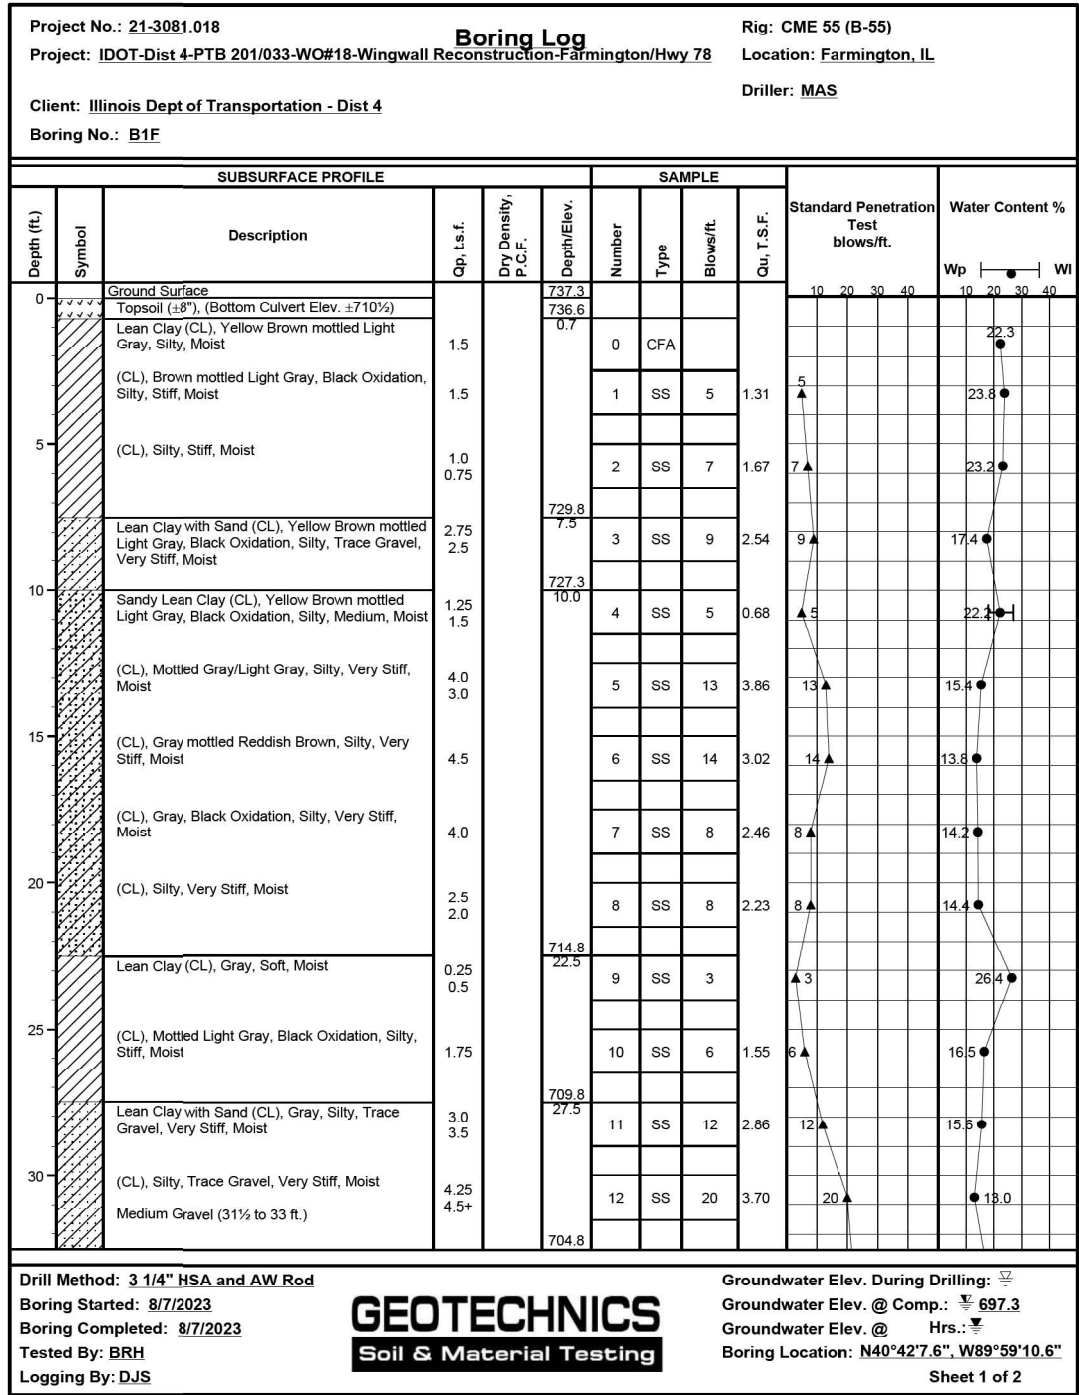 Project No.: 21-3081.018
Boring Log
Rig: CME 55 (B-55)
Project: IDOT-Dist 4-PTB 201/033-WO#18-Wingwall Reconstruction-Farmington/Hwy 78
Location: Farmington, IL
Driller: MAS
Client: Illinois Dept of Transportation - Dist 4
Boring No.: B1F
SUBSURFACE PROFILE SAMPLE
Depth (ft.) Symbol Description Qp, t.s.f. Dry Density, P.C.F. Depth/Elev. Number Type Blows/ft. Qu, T.S.F.
Standard Penetration Test blows/ft.
Water Content %
Wp Wl
10 20 30 40 10 20 30 40
Ground Surface 737.3
0
Topsoil (±8"), (Bottom Culvert Elev. ±710½) 736.6
0.7
Lean Clay (CL), Yellow Brown mottled Light
Gray, Silty, Moist 1.5 0 CFA 22.3
(CL), Brown mottled Light Gray, Black Oxidation,
Silty, Stiff, Moist 1.5 1 SS 5 1.31 5 23.8
5
(CL), Silty, Stiff, Moist 1.0
0.75 2 SS 7 1.67 7 23.2
729.8
7.5
Lean Clay with Sand (CL), Yellow Brown mottled
Light Gray, Black Oxidation, Silty, Trace Gravel,
Very Stiff, Moist
2.75
2.5 3 SS 9 2.54 9 17.4
727.3
10
10.0
Sandy Lean Clay (CL), Yellow Brown mottled
Light Gray, Black Oxidation, Silty, Medium, Moist
1.25
1.5 4 SS 5 0.68 5 22.2
(CL), Mottled Gray/Light Gray, Silty, Very Stiff,
Moist
4.0
3.0 5 SS 13 3.86 13 15.4
15
(CL), Gray mottled Reddish Brown, Silty, Very
Stiff, Moist 4.5 6 SS 14 3.02 14 13.8
(CL), Gray, Black Oxidation, Silty, Very Stiff,
Moist 4.0 7 SS 8 2.46 8 14.2
20
(CL), Silty, Very Stiff, Moist
2.5
2.0 8 SS 8 2.23 8 14.4
714.8
22.5
Lean Clay (CL), Gray, Soft, Moist
0.25
0.5 9 SS 3 3 26.4
25
(CL), Mottled Light Gray, Black Oxidation, Silty,
Stiff, Moist 1.75 10 SS 6 1.55 6 16.5
709.8
27.5
Lean Clay with Sand (CL), Gray, Silty, Trace
Gravel, Very Stiff, Moist
3.0
3.5 11 SS 12 2.86 12 15.6
30
(CL), Silty, Trace Gravel, Very Stiff, Moist
4.25
4.5+ 12 SS 20 3.70 20 13.0
Medium Gravel (31½ to 33 ft.)
704.8
Drill Method: 3 1/4" HSA and AW Rod
Boring Started: 8/7/2023
Boring Completed: 8/7/2023
Tested By: BRH
Logging By: DJS
GEOTECHNICS
Soil & Material Testing
Groundwater Elev. During Drilling:
Groundwater Elev. @ Comp.: 697.3
Groundwater Elev. @ Hrs.:
Boring Location: N40°42'7.6", W89°59'10.6"
Sheet 1 of 2